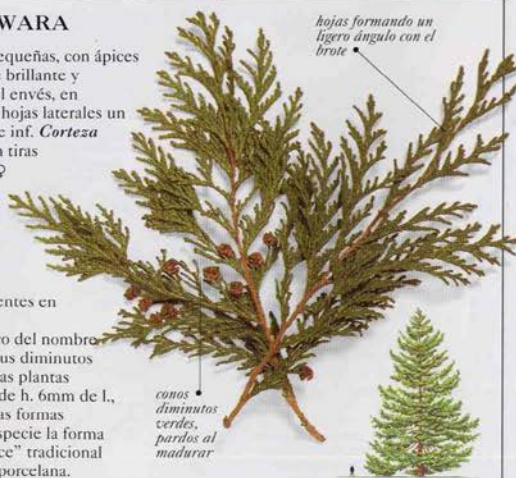 WARA
equeñas, con ápices
brillante y
l envés, en
hojas laterales un
e inf. Corteza
tiras
♀
entes en
o del nombre
us diminutos
as plantas
de h. 6mm de l.,
as formas
specie la forma
ce” tradicional
porcelana.
hojas formando un
ligero ángulo con el
brote
conos
diminutos
verdes,
pardos al
madurar